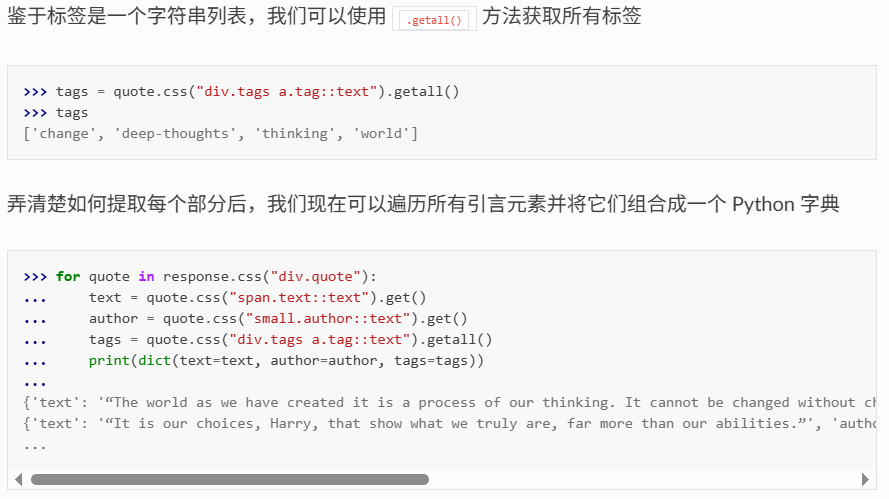 鉴于标签是一个字符串列表，我们可以使用 .getall() 方法获取所有标签
>>> tags = quote.css("div.tags a.tag::text").getall()
>>> tags
['change', 'deep-thoughts', 'thinking', 'world']
弄清楚如何提取每个部分后，我们现在可以遍历所有引言元素并将它们组合成一个 Python 字典
>>> for quote in response.css("div.quote"):
...     text = quote.css("span.text::text").get()
...     author = quote.css("small.author::text").get()
...     tags = quote.css("div.tags a.tag::text").getall()
...     print(dict(text=text, author=author, tags=tags))
...
{'text': '“The world as we have created it is a process of our thinking. It cannot be changed without
{'text': '“It is our choices, Harry, that show what we truly are, far more than our abilities.”',
...